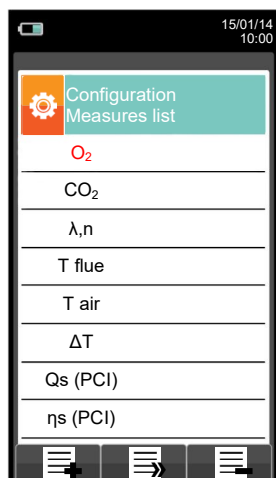 15/01/14
10:00
Configuration
Measures list
O₂
CO₂
λ,n
T flue
T air
ΔT
Qs (PCI)
ηs (PCI)